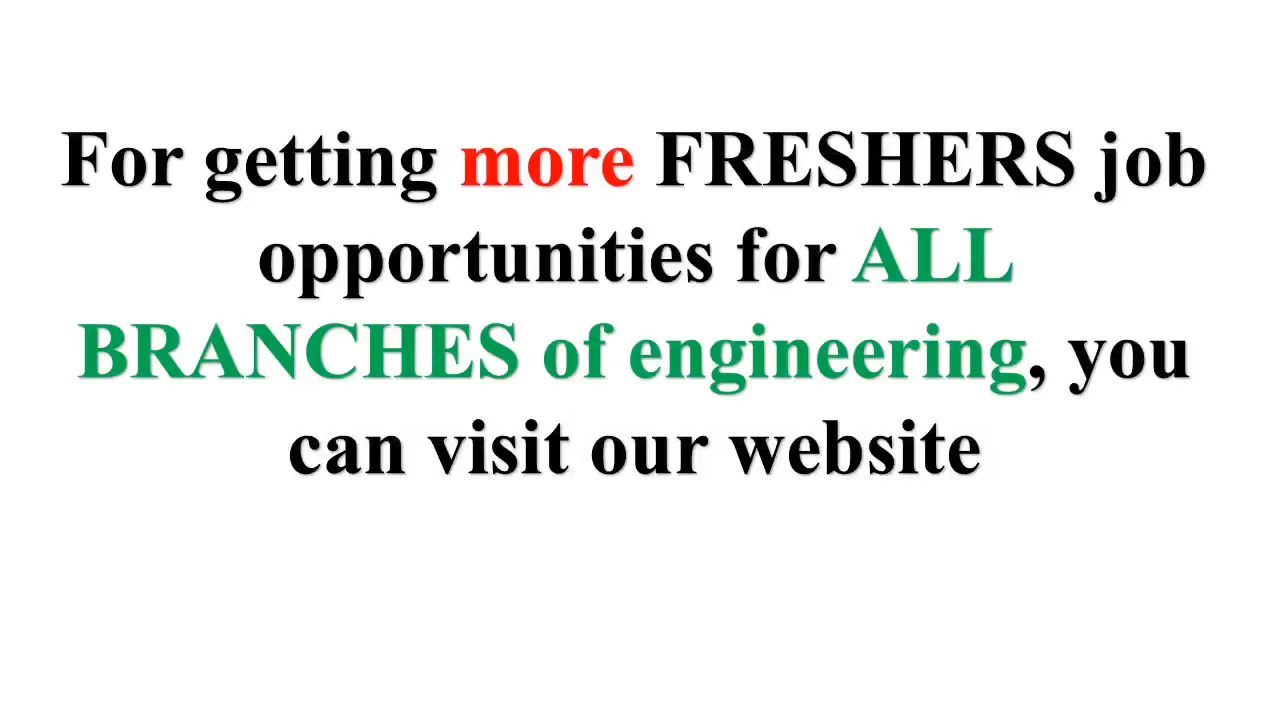 For getting more FRESHERS job
opportunities for ALL
BRANCHES of engineering, you
can visit our website